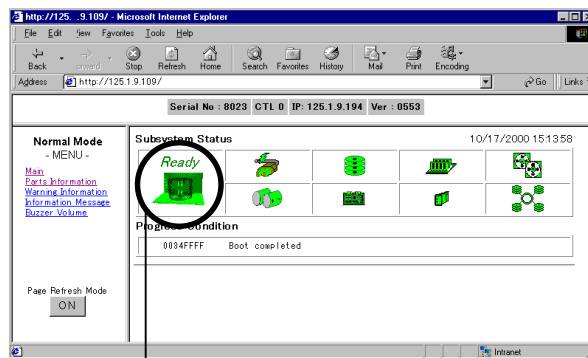 http://125. .9.109/ - Microsoft Internet Explorer
File Edit View Favorites Tools Help
Back Stop Refresh Home Search Favorites History Mail Print Encoding
Address http://125.1.9.109/ Go Links
Serial No : 8023 CTL 0 IP: 125.1.9.194 Ver : 0553
Normal Mode
- MENU -
Main
Parts Information
Warning Information
Information Message
Buzzer Volume
Page Refresh Mode
ON
Subsystem Status 10/17/2000 15:13:58
Ready
Progress Condition
0034FFFF Boot completed
Intranet